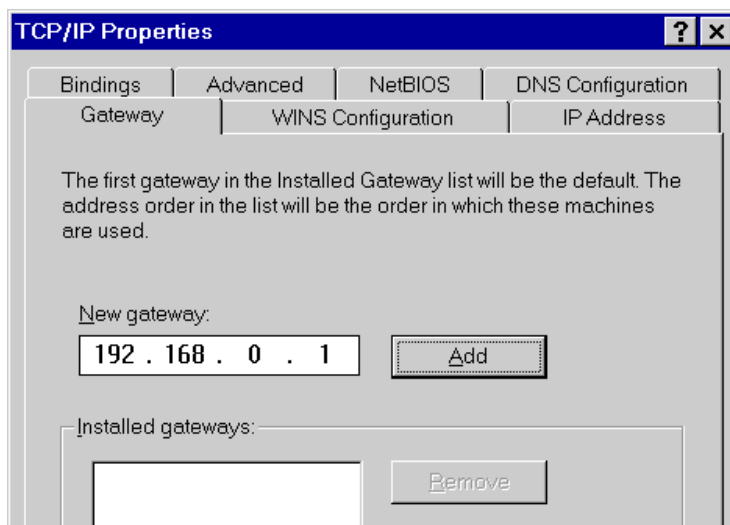 TCP/IP Properties
? ×
Bindings Advanced NetBIOS DNS Configuration
Gateway WINS Configuration IP Address
The first gateway in the Installed Gateway list will be the default. The
address order in the list will be the order in which these machines
are used.
New gateway:
192 . 168 . 0 . 1 Add
Installed gateways:
Remove